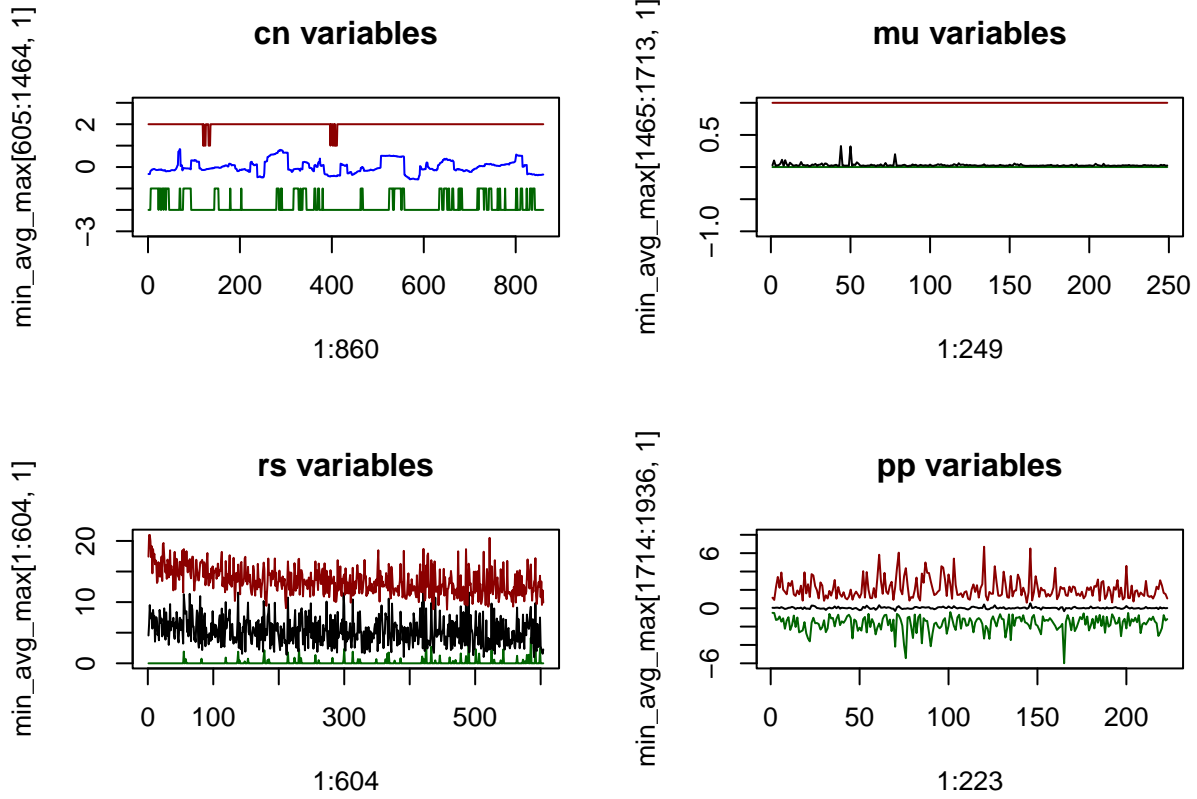 cn variables
min_avg_max[605:1464, 1]
2
0
−3
0 200 400 600 800
1:860
mu variables
min_avg_max[1465:1713, 1]
0.5
−1.0
0 50 100 150 200 250
1:249
rs variables
min_avg_max[1:604, 1]
20
10
0
0 100 300 500
1:604
pp variables
min_avg_max[1714:1936, 1]
6
0
−6
0 50 100 150 200
1:223